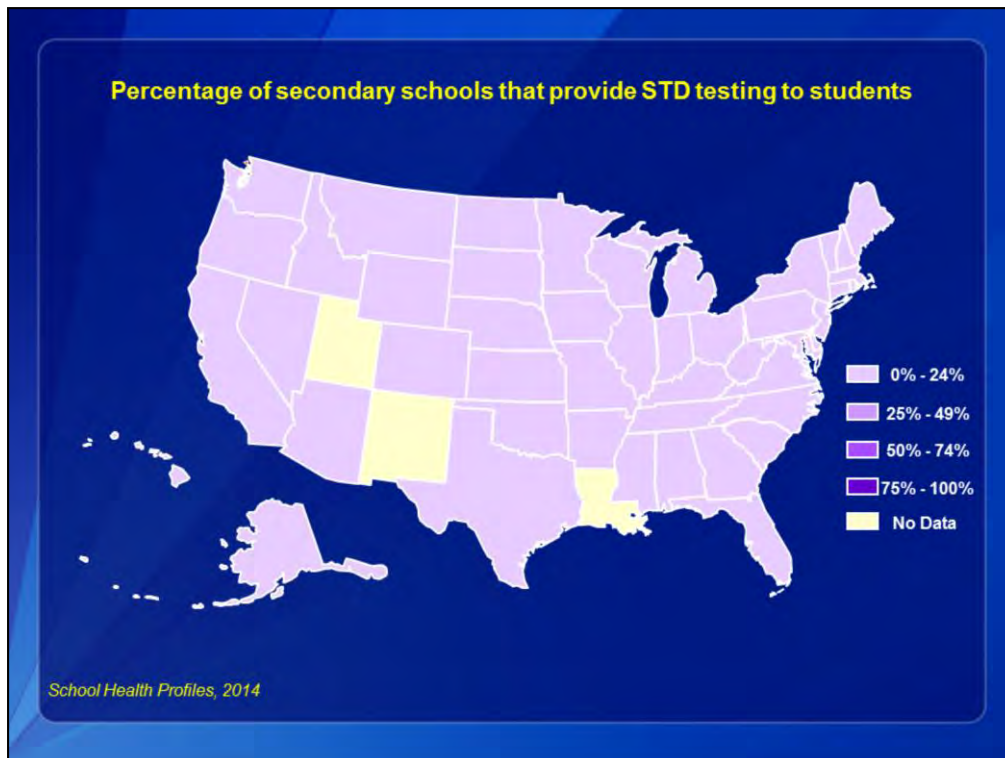 Percentage of secondary schools that provide STD testing to students
0% - 24%
25% - 49%
50% - 74%
75% - 100%
No Data
School Health Profiles, 2014